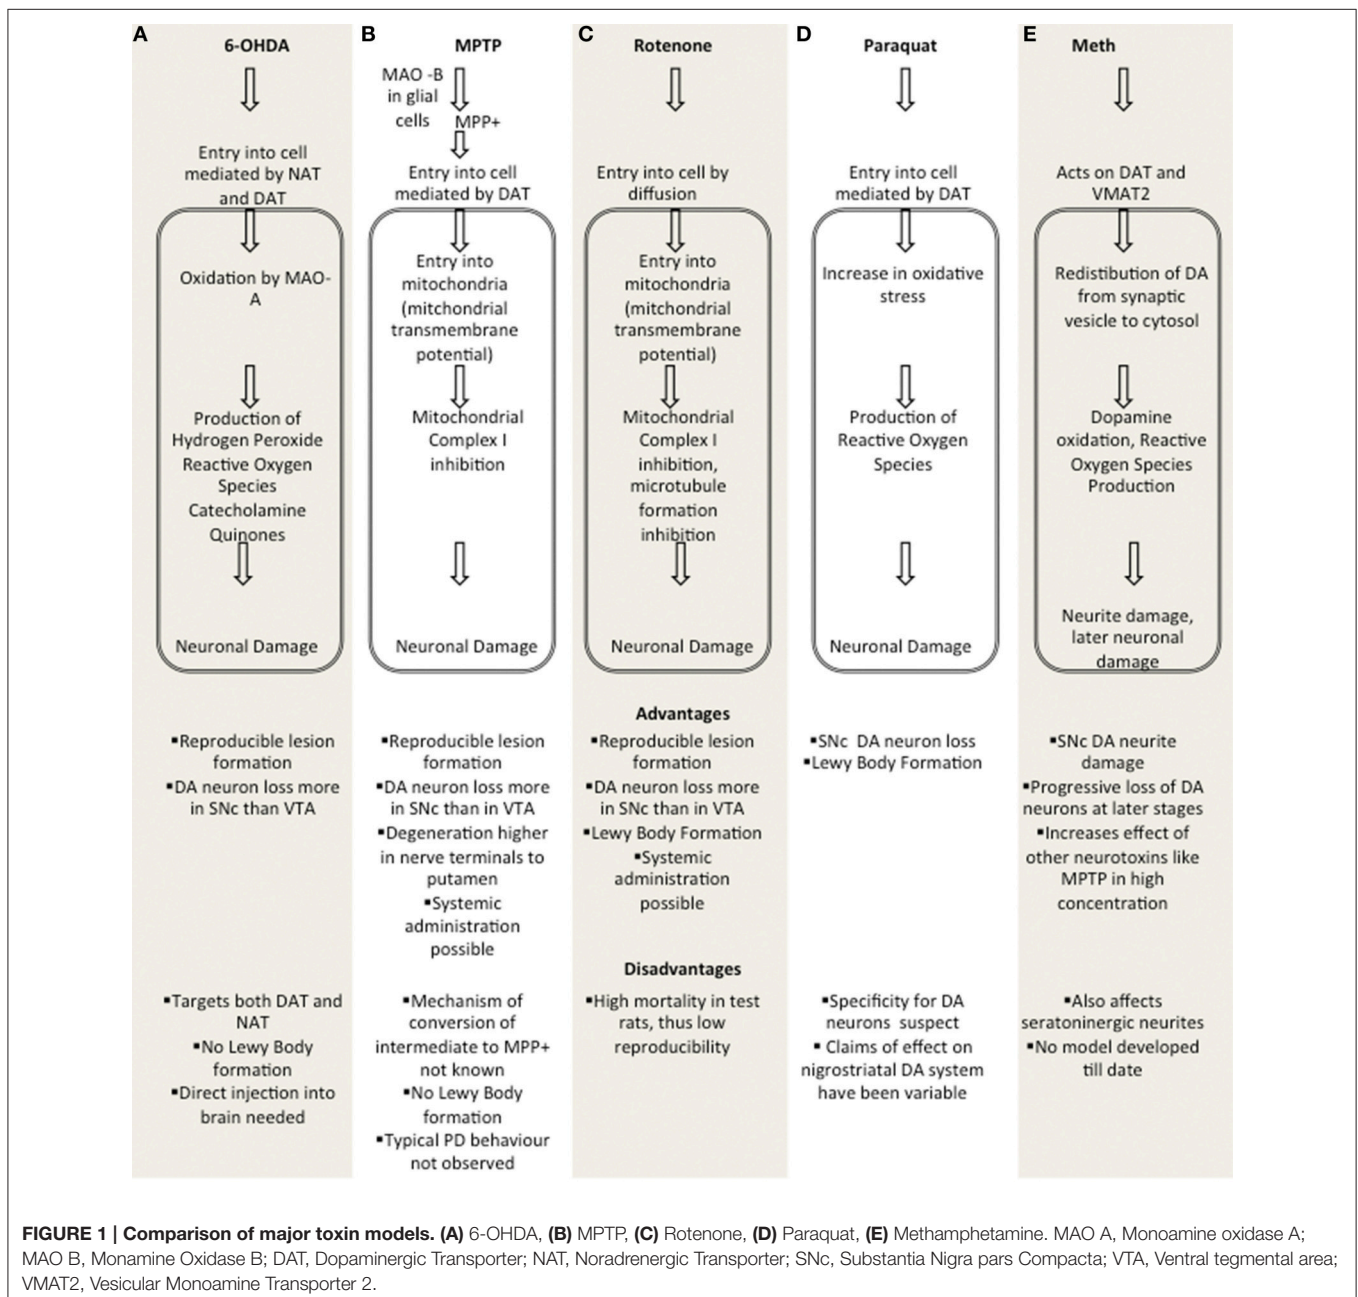 A
6-OHDA
Entry into cell
mediated by NAT
and DAT
Oxidation by MAO-
A
Production of
Hydrogen Peroxide
Reactive Oxygen
Species
Catecholamine
Quinones
Neuronal Damage
B
MPTP
MAO -B
in glial
cells
MPP+
Entry into cell
mediated by DAT
Entry into
mitochondria
(mitchondrial
transmembrane
potential)
Mitochondrial
Complex I
inhibition
Neuronal Damage
C
Rotenone
Entry into cell by
diffusion
Entry into
mitochondria
(mitchondrial
transmembrane
potential)
Mitochondrial
Complex I
inhibition,
microtubule
formation
inhibition
Neuronal Damage
D
Paraquat
Entry into cell
mediated by DAT
Increase in oxidative
stress
Production of
Reactive Oxygen
Species
Neuronal Damage
E
Meth
Acts on DAT and
VMAT2
Redistibution of DA
from synaptic
vesicle to cytosol
Dopamine
oxidation, Reactive
Oxygen Species
Production
Neurite damage,
later neuronal
damage
Advantages
▪Reproducible lesion
formation
▪DA neuron loss more
in SNc than VTA
▪Reproducible lesion
formation
▪DA neuron loss more
in SNc than in VTA
▪Degeneration higher
in nerve terminals to
putamen
▪Systemic
administration
possible
▪Reproducible lesion
formation
▪DA neuron loss more
in SNc than in VTA
▪Lewy Body Formation
▪Systemic
administration
possible
▪SNc DA neuron loss
▪Lewy Body Formation
▪SNc DA neurite
damage
▪Progressive loss of DA
neurons at later stages
▪Increases effect of
other neurotoxins like
MPTP in high
concentration
Disadvantages
▪Targets both DAT and
NAT
▪No Lewy Body
formation
▪Direct injection into
brain needed
▪Mechanism of
conversion of
intermediate to MPP+
not known
▪No Lewy Body
formation
▪Typical PD behaviour
not observed
▪High mortality in test
rats, thus low
reproducibility
▪Specificity for DA
neurons suspect
▪ Claims of effect on
nigrostriatal DA system
have been variable
▪Also affects
seratoninergic neurites
▪No model developed
till date
FIGURE 1 | Comparison of major toxin models. (A) 6-OHDA, (B) MPTP, (C) Rotenone, (D) Paraquat, (E) Methamphetamine. MAO A, Monoamine oxidase A;
MAO B, Monamine Oxidase B; DAT, Dopaminergic Transporter; NAT, Noradrenergic Transporter; SNc, Substantia Nigra pars Compacta; VTA, Ventral tegmental area;
VMAT2, Vesicular Monoamine Transporter 2.